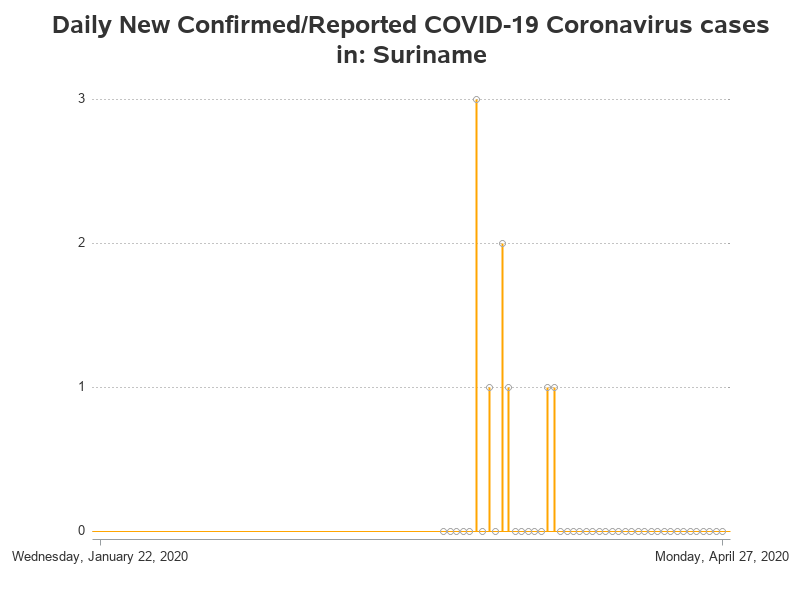 Daily New Confirmed/Reported COVID-19 Coronavirus cases
in: Suriname
3
2
1
0
Wednesday, January 22, 2020
Monday, April 27, 2020